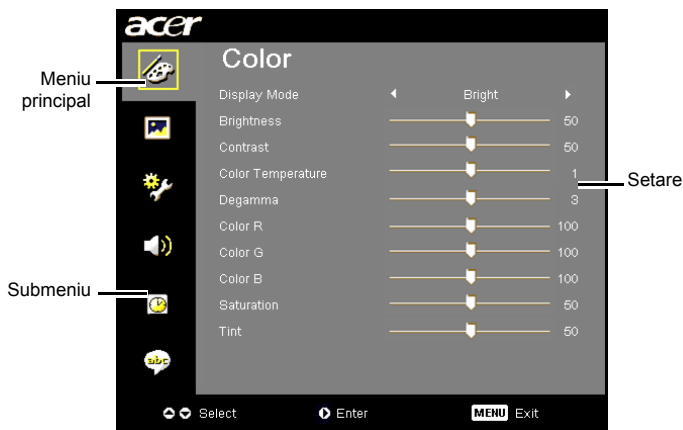 acer
Color
Meniu
principal
Display Mode Bright
Brightness 50
Contrast 50
Color Temperature 1
Setare
Degamma 3
Color R 100
Color G 100
Color B 100
Submeniu
Saturation 50
Tint 50
abc
Select Enter MENU Exit